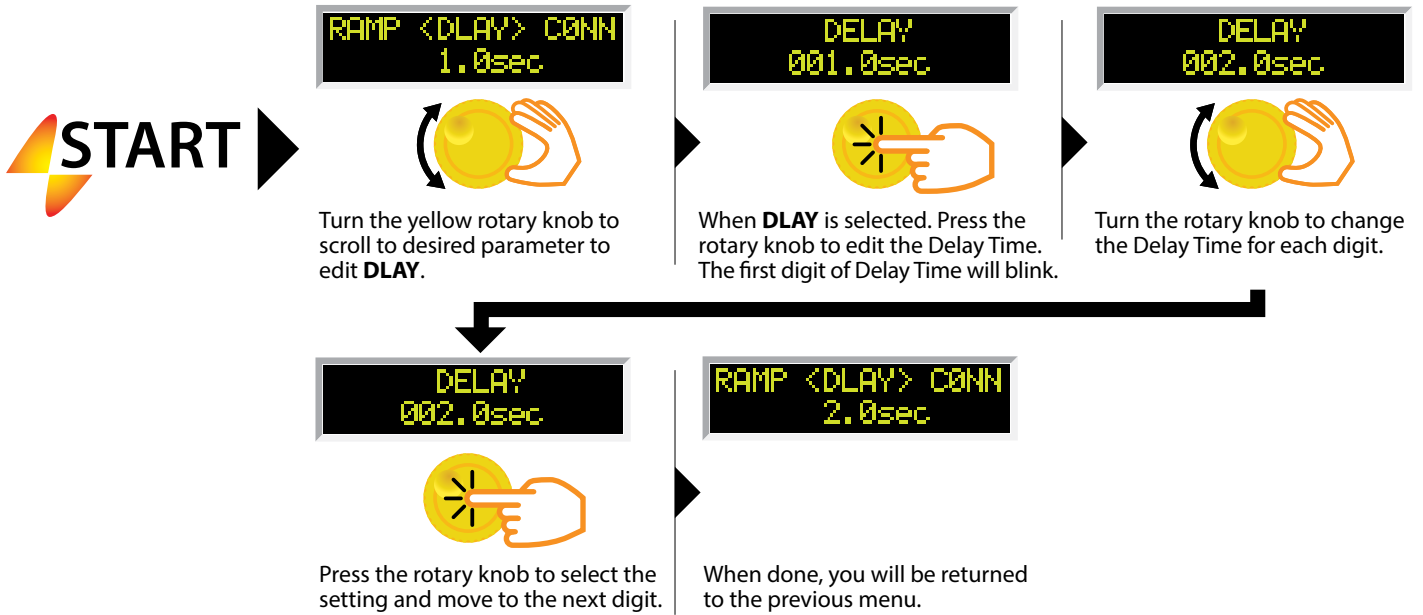 RAMP <DLAY> CØNN
1.0sec
DELAY
001.0sec
DELAY
002.0sec
START
Turn the yellow rotary knob to
scroll to desired parameter to
edit DLAY.
When DLAY is selected. Press the
rotary knob to edit the Delay Time.
The first digit of Delay Time will blink.
Turn the rotary knob to change
the Delay Time for each digit.
DELAY
002.0sec
RAMP <DLAY> CØNN
2.0sec
Press the rotary knob to select the
setting and move to the next digit.
When done, you will be returned
to the previous menu.